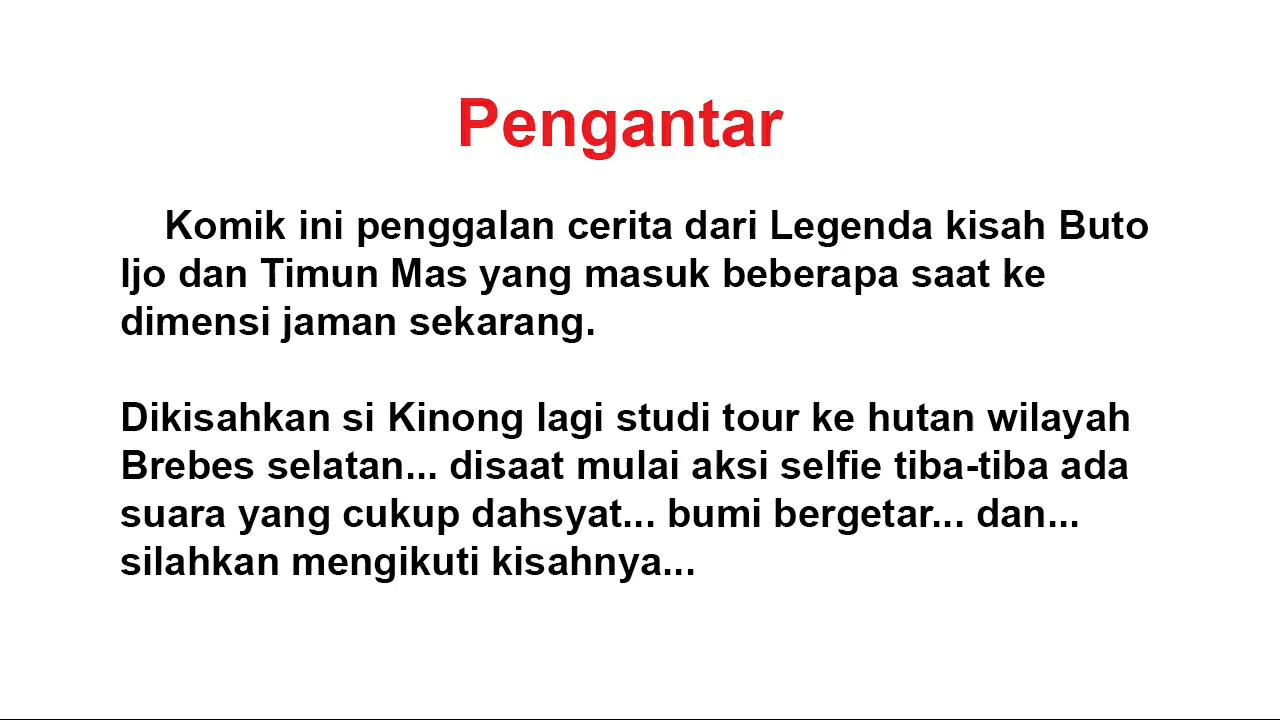 Pengantar
Komik ini penggalan cerita dari Legenda kisah Buto
Ijo dan Timun Mas yang masuk beberapa saat ke
dimensi jaman sekarang.
Dikisahkan si Kinong lagi studi tour ke hutan wilayah
Brebes selatan... disaat mulai aksi selfie tiba-tiba ada
suara yang cukup dahsyat... bumi bergetar... dan...
silahkan mengikuti kisahnya...